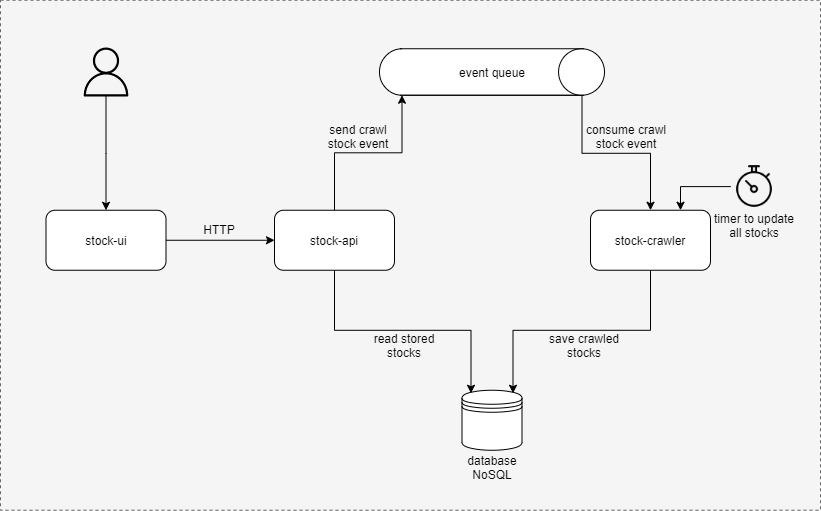 event queue
send crawl
stock event
consume crawl
stock event
timer to update
all stocks
stock-ui
HTTP
stock-api
stock-crawler
read stored
stocks
save crawled
stocks
database
NoSQL